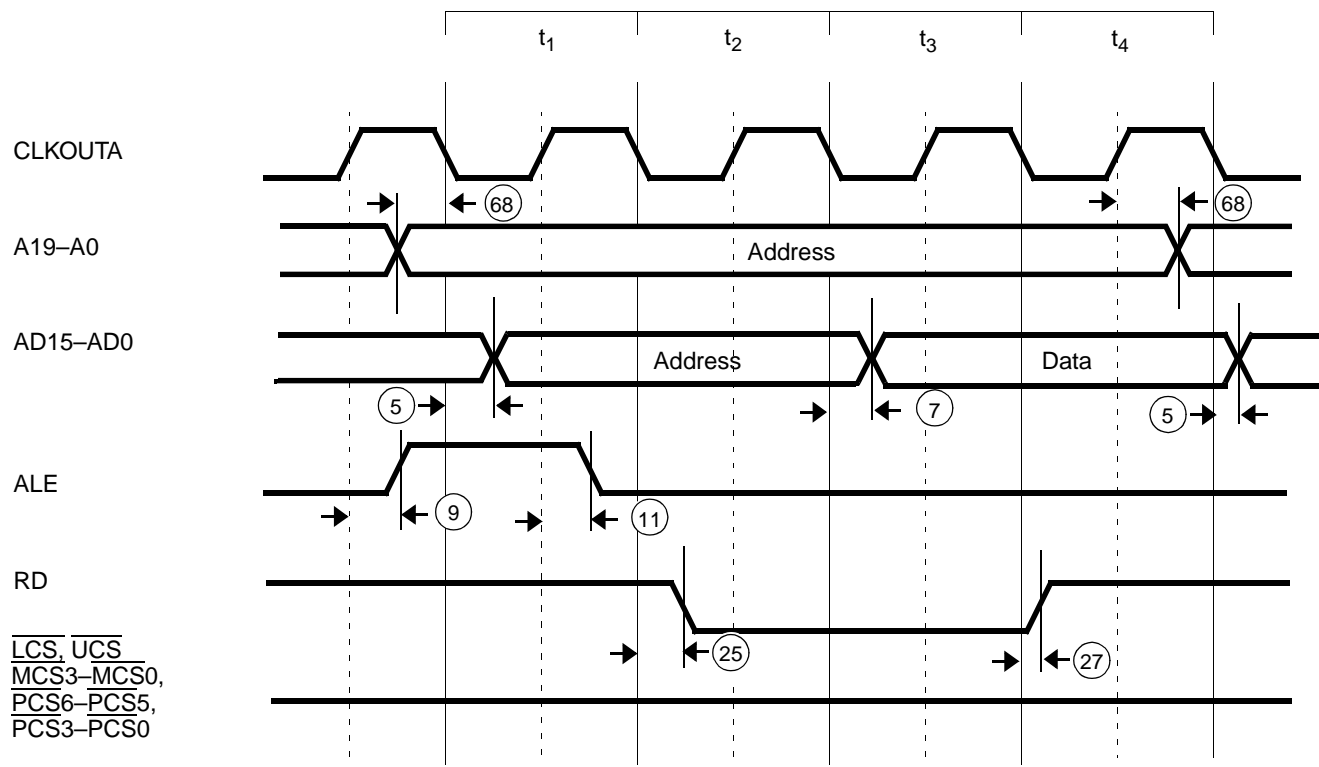 t1 t2 t3 t4
CLKOUTA
68 68
A19–A0
Address
AD15–AD0
Address Data
5 7 5
ALE
9 11
RD
25 27
LCS, UCS
MCS3–MCS0,
PCS6–PCS5,
PCS3–PCS0